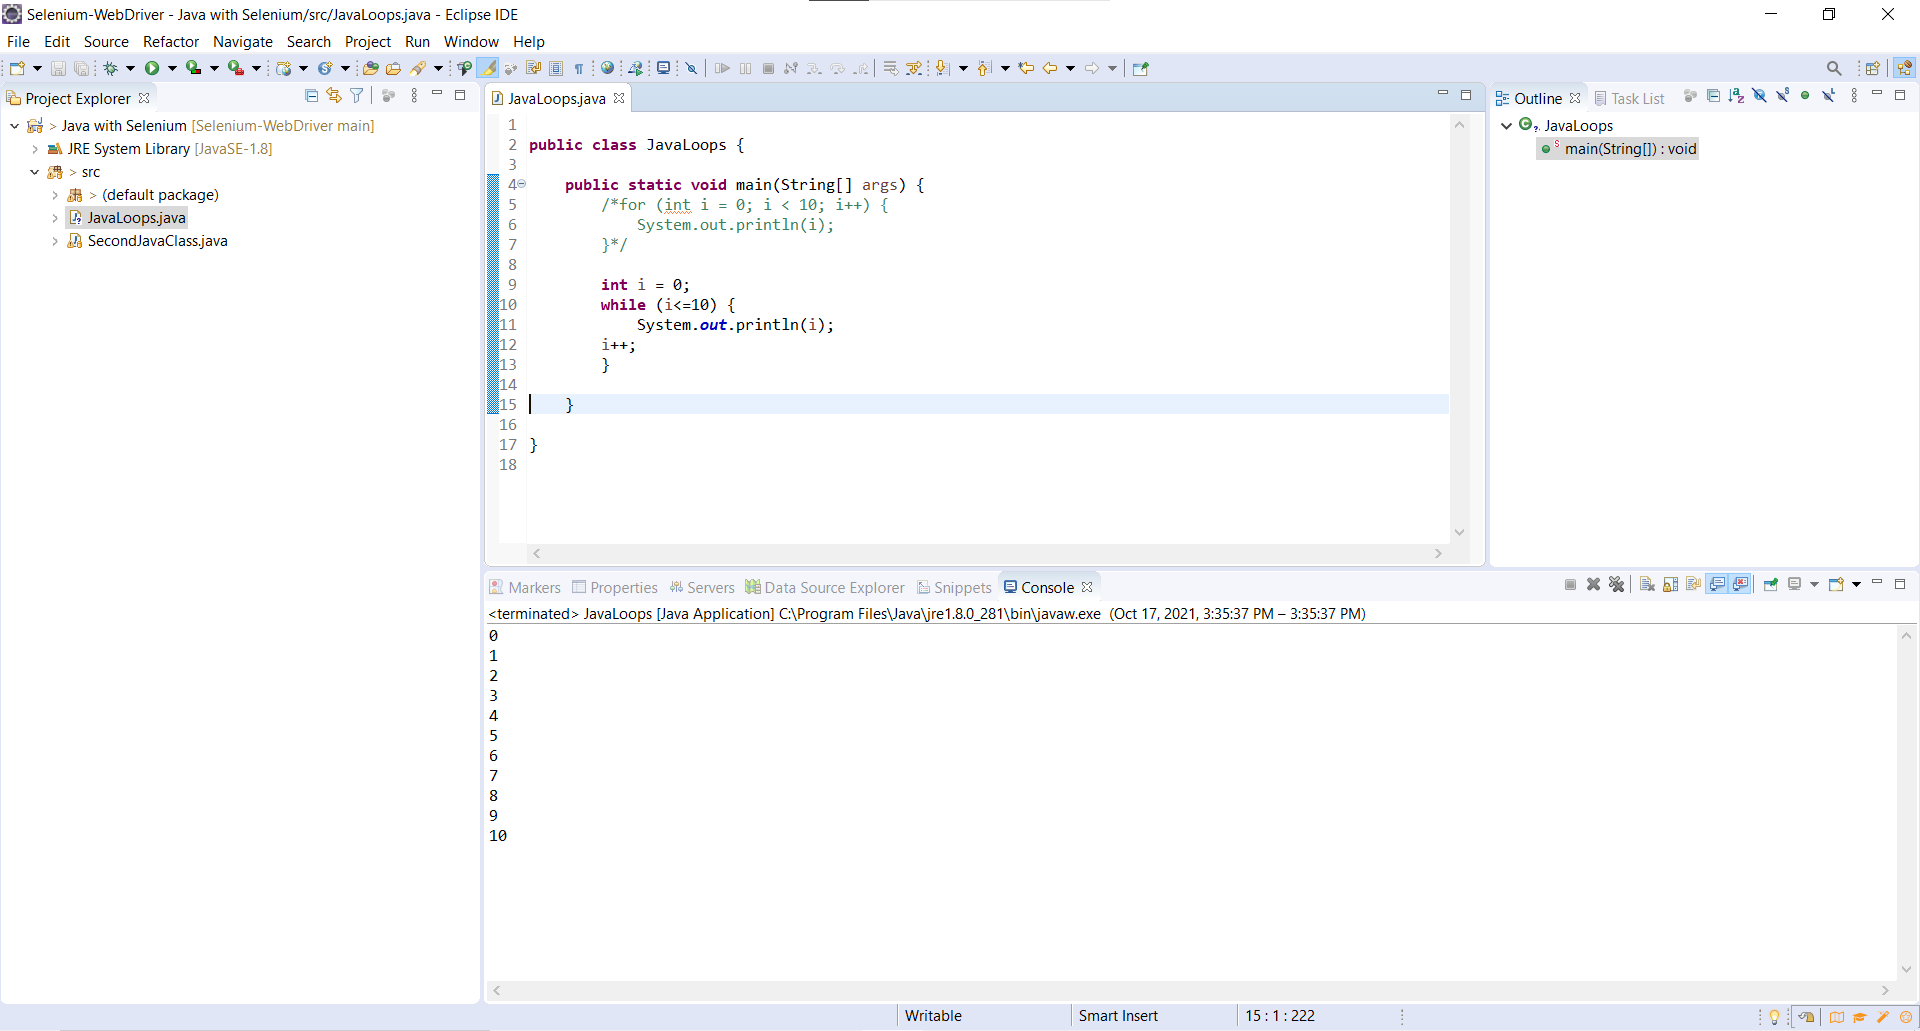 Selenium-WebDriver - Java with Selenium/src/JavaLoops.java - Eclipse IDE
File Edit Source Refactor Navigate Search Project Run Window Help
Project Explorer
> Java with Selenium [Selenium-WebDriver main]
JRE System Library [JavaSE-1.8]
> src
> (default package)
JavaLoops.java
SecondJavaClass.java
JavaLoops.java
1
2 public class JavaLoops {
3
4     public static void main(String[] args) {
5         /*for (int i = 0; i < 10; i++) {
6             System.out.println(i);
7         }*/
8
9         int i = 0;
10         while (i<=10) {
11             System.out.println(i);
12         i++;
13         }
14
15     }
16
17 }
18
Outline Task List
JavaLoops
main(String[]) : void
Markers Properties Servers Data Source Explorer Snippets Console
<terminated> JavaLoops [Java Application] C:\Program Files\Java\jre1.8.0_281\bin\javaw.exe (Oct 17, 2021, 3:35:37 PM – 3:35:37 PM)
0
1
2
3
4
5
6
7
8
9
10
Writable Smart Insert 15 : 1 : 222